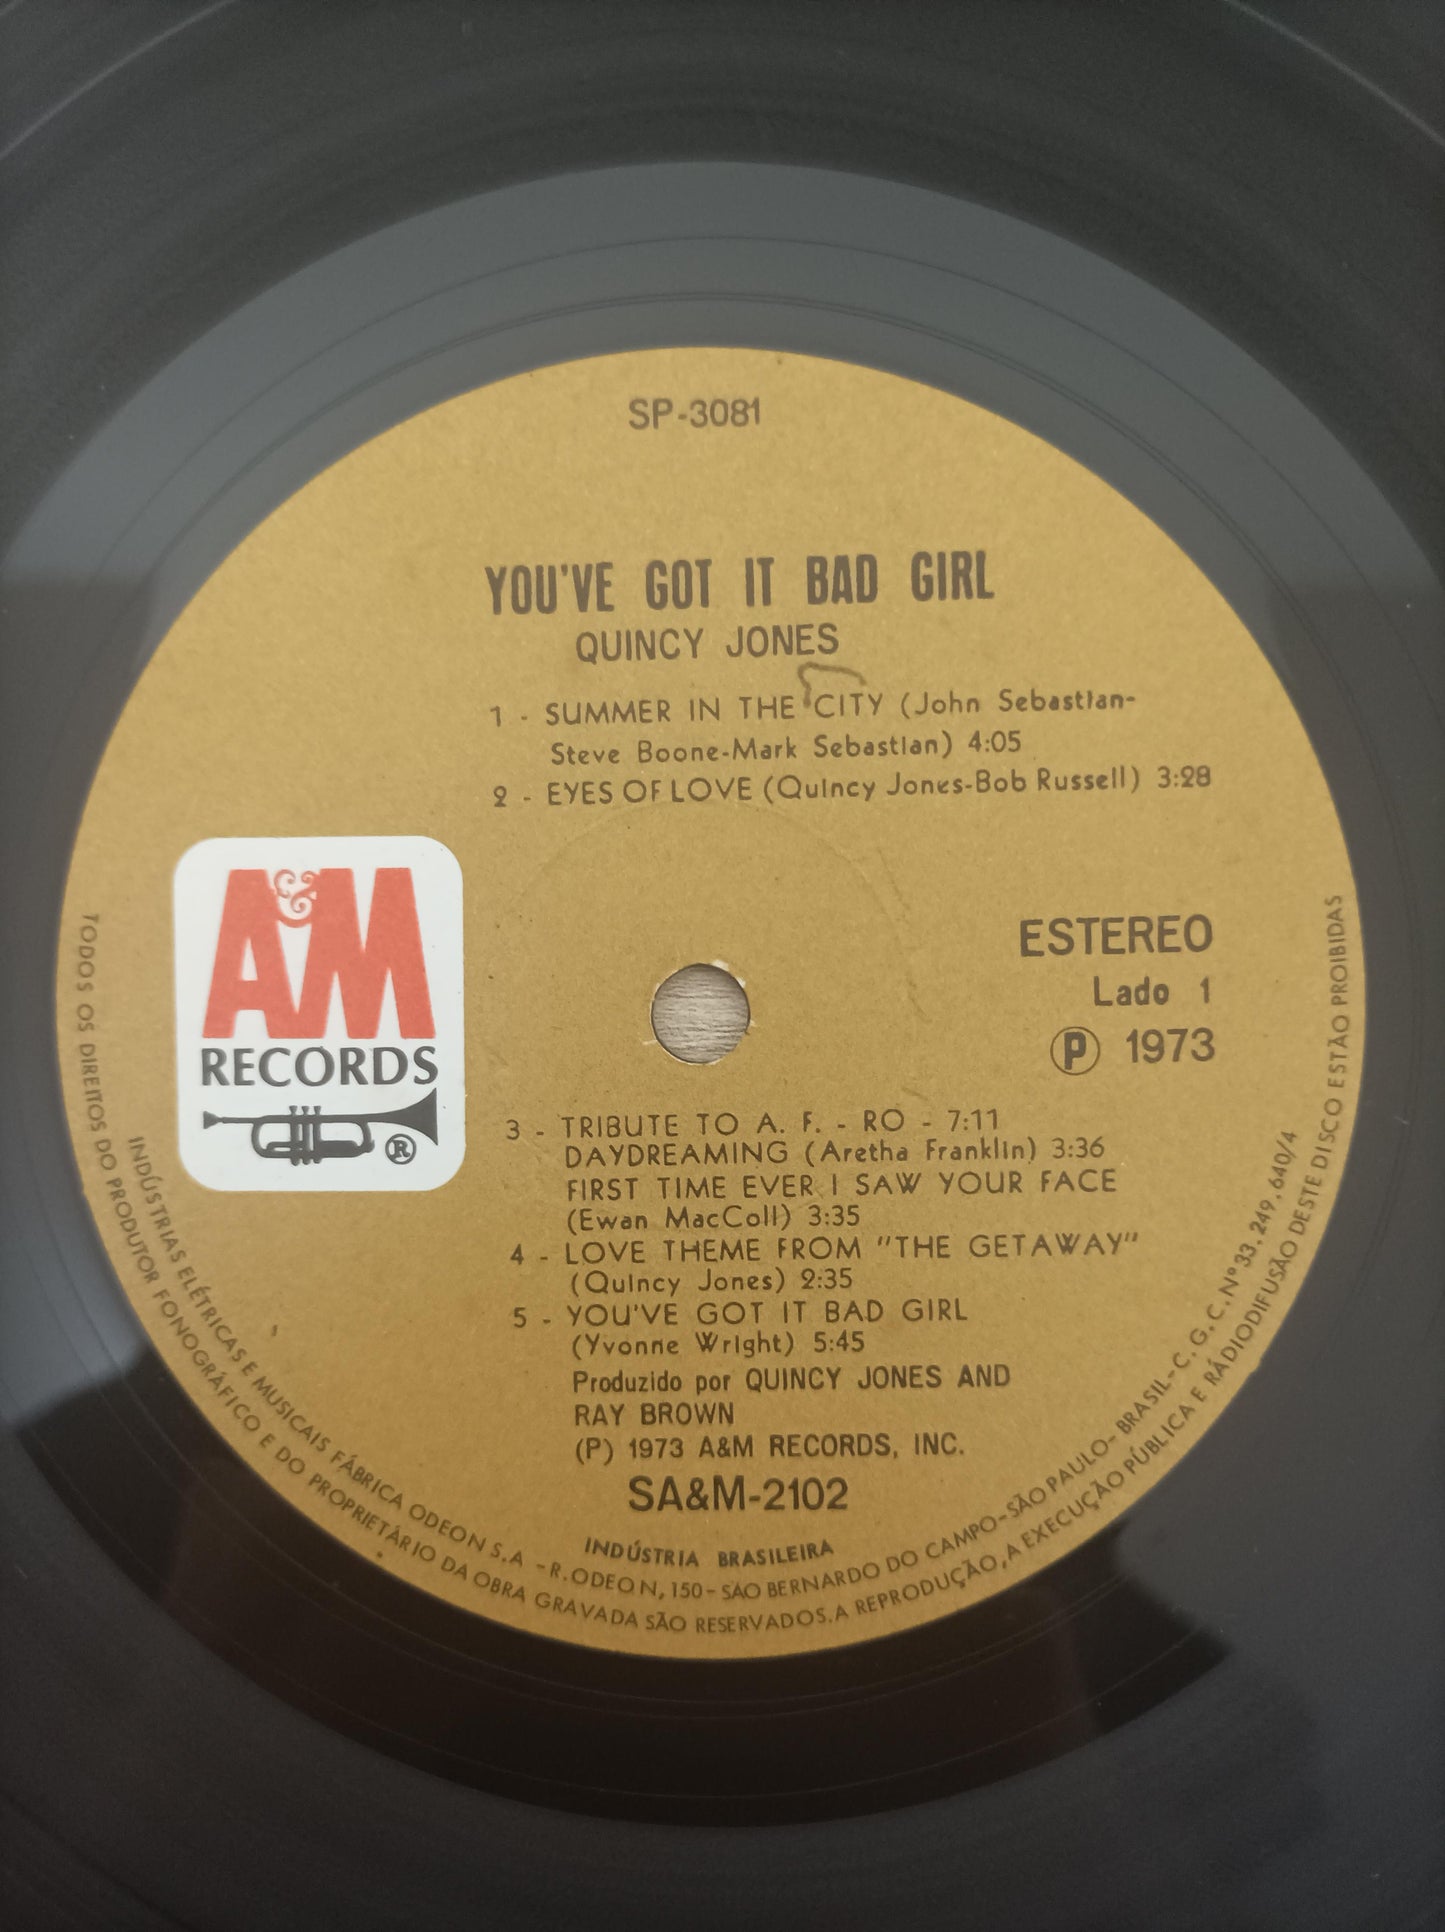 SP-3081
YOU'VE GOT IT BAD GIRL
QUINCY JONES
1 - SUMMER IN THE CITY (John Sebastian-
Steve Boone-Mark Sebastian) 4:05
2 - EYES OF LOVE (Quincy Jones-Bob Russell) 3:28
A&M
RECORDS
®
ESTEREO
Lado 1
Ⓟ 1973
3 - TRIBUTE TO A. F. - RO - 7:11
DAYDREAMING (Aretha Franklin) 3:36
FIRST TIME EVER I SAW YOUR FACE
(Ewan MacColl) 3:35
4 - LOVE THEME FROM "THE GETAWAY"
(Quincy Jones) 2:35
5 - YOU'VE GOT IT BAD GIRL
(Yvonne Wright) 5:45
Produzido por QUINCY JONES AND
RAY BROWN
(P) 1973 A&M RECORDS, INC.
SA&M-2102
INDÚSTRIA BRASILEIRA
INDÚSTRIAS ELÉTRICAS E MUSICAIS FÁBRICA ODEON S.A - R. ODEON, 150 - SÃO BERNARDO DO CAMPO - SÃO PAULO - BRASIL - C. G. C. Nº 33.249.640/4
TODOS OS DIREITOS DO PRODUTOR FONOGRÁFICO E DO PROPRIETÁRIO DA OBRA GRAVADA SÃO RESERVADOS. A REPRODUÇÃO, A EXECUÇÃO PÚBLICA E RÁDIODIFUSÃO DESTE DISCO ESTÃO PROIBIDAS